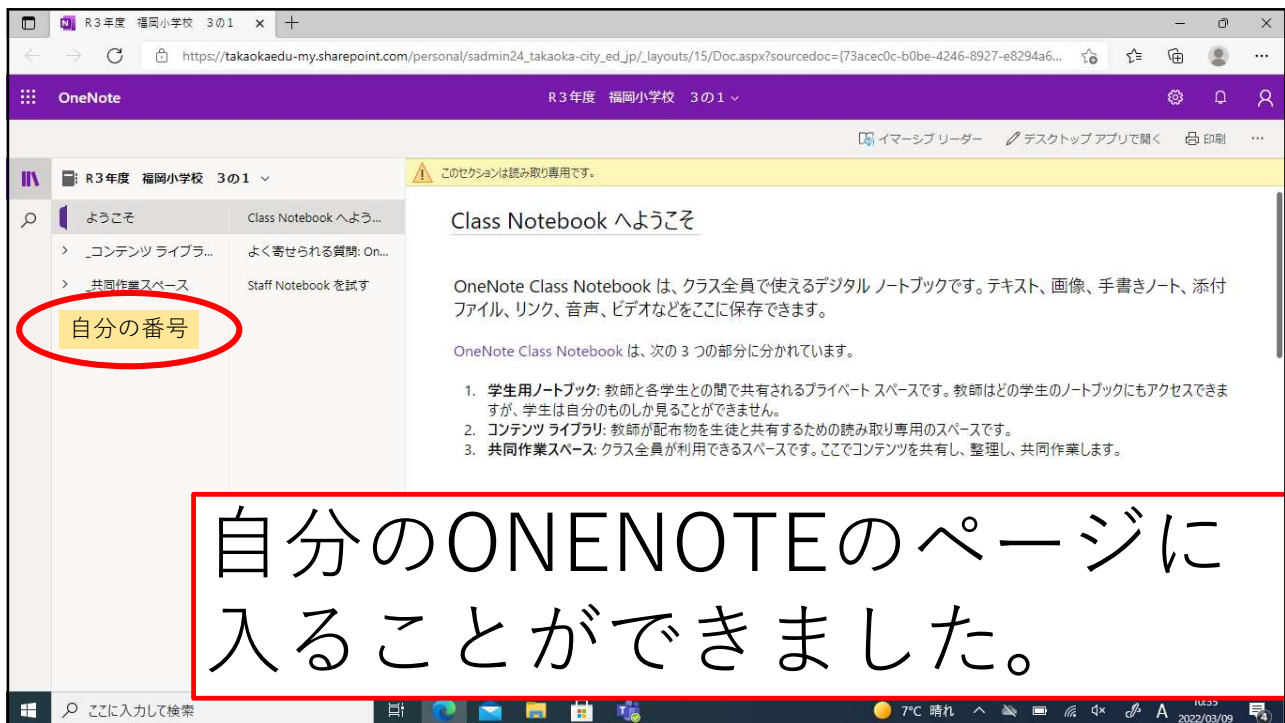 R3年度 福岡小学校 3の1
https://takaokaedu-my.sharepoint.com/personal/sadmin24_takaoka-city_ed_jp/_layouts/15/Doc.aspx?sourcedoc={73acec0c-b0be-4246-8927-e8294a6...
OneNote
R3年度 福岡小学校 3の1
イマーシブ リーダー
デスクトップ アプリで開く
印刷
R3年度 福岡小学校 3の1
このセクションは読み取り専用です。
ようこそ
_コンテンツ ライブラ...
_共同作業スペース
自分の番号
Class Notebook へよう...
よく寄せられる質問: On...
Staff Notebook を試す
Class Notebook へようこそ
OneNote Class Notebook は、クラス全員で使えるデジタル ノートブックです。テキスト、画像、手書きノート、添付
ファイル、リンク、音声、ビデオなどをここに保存できます。
OneNote Class Notebook は、次の 3 つの部分に分かれています。
1. 学生用ノートブック: 教師と各学生との間で共有されるプライベート スペースです。教師はどの学生のノートブックにもアクセスできま
すが、学生は自分のものしか見ることができません。
2. コンテンツ ライブラリ: 教師が配布物を生徒と共有するための読み取り専用のスペースです。
3. 共同作業スペース: クラス全員が利用できるスペースです。ここでコンテンツを共有し、整理し、共同作業します。
自分のONENOTEのページに
入ることができました。
ここに入力して検索
7°C 晴れ
A
10:35
2022/03/09